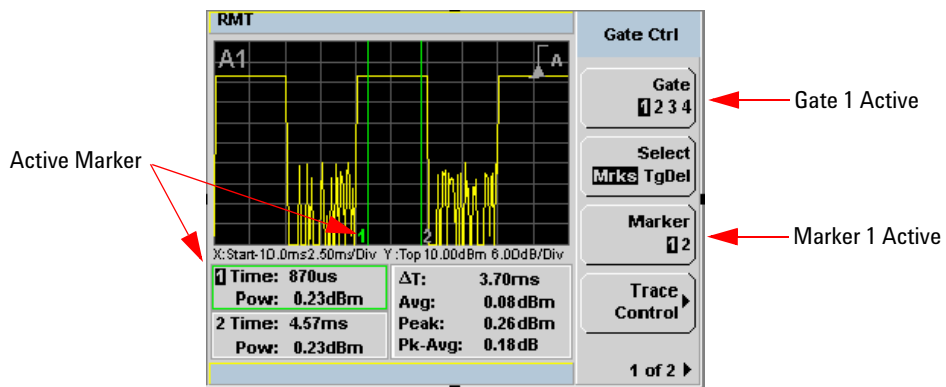 RMT
Gate Ctrl
A1
A
Gate
1 2 3 4
Gate 1 Active
Select
Mrks TgDel
Active Marker
1
2
Marker
1 2
Marker 1 Active
X:Start-10.0ms2.50ms/Div Y:Top 10.00dBm 6.00dB/Div
1 Time: 870us
Pow: 0.23dBm
2 Time: 4.57ms
Pow: 0.23dBm
ΔT: 3.70ms
Avg: 0.08dBm
Peak: 0.26dBm
Pk-Avg: 0.18dB
Trace
Control
1 of 2